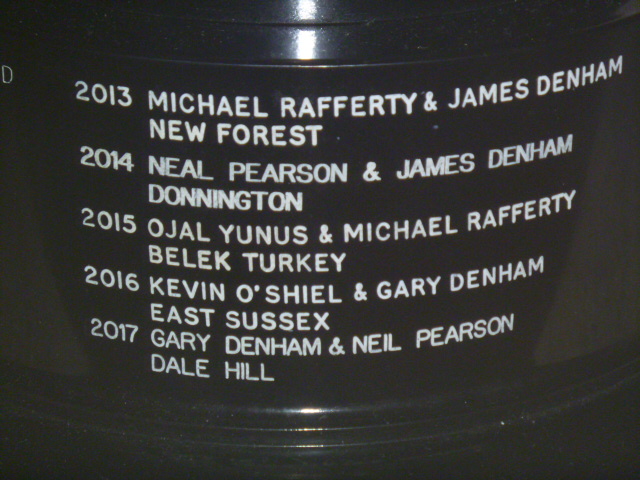 D
2013 MICHAEL RAFFERTY & JAMES DENHAM
NEW FOREST
2014 NEAL PEARSON & JAMES DENHAM
DONNINGTON
2015 OJAL YUNUS & MICHAEL RAFFERTY
BELEK TURKEY
2016 KEVIN O'SHIEL & GARY DENHAM
EAST SUSSEX
2017 GARY DENHAM & NEIL PEARSON
DALE HILL